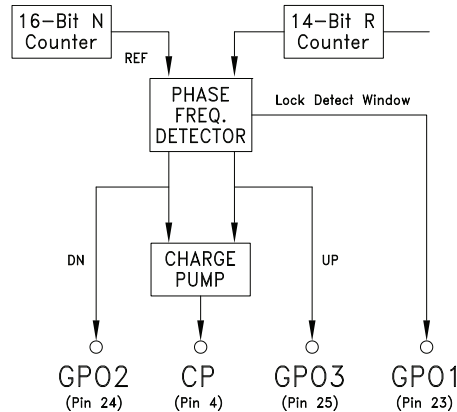 16-Bit N
Counter
14-Bit R
Counter
REF
PHASE
FREQ.
DETECTOR
Lock Detect Window
DN
CHARGE
PUMP
UP
GPO2
(Pin 24)
CP
(Pin 4)
GPO3
(Pin 25)
GPO1
(Pin 23)